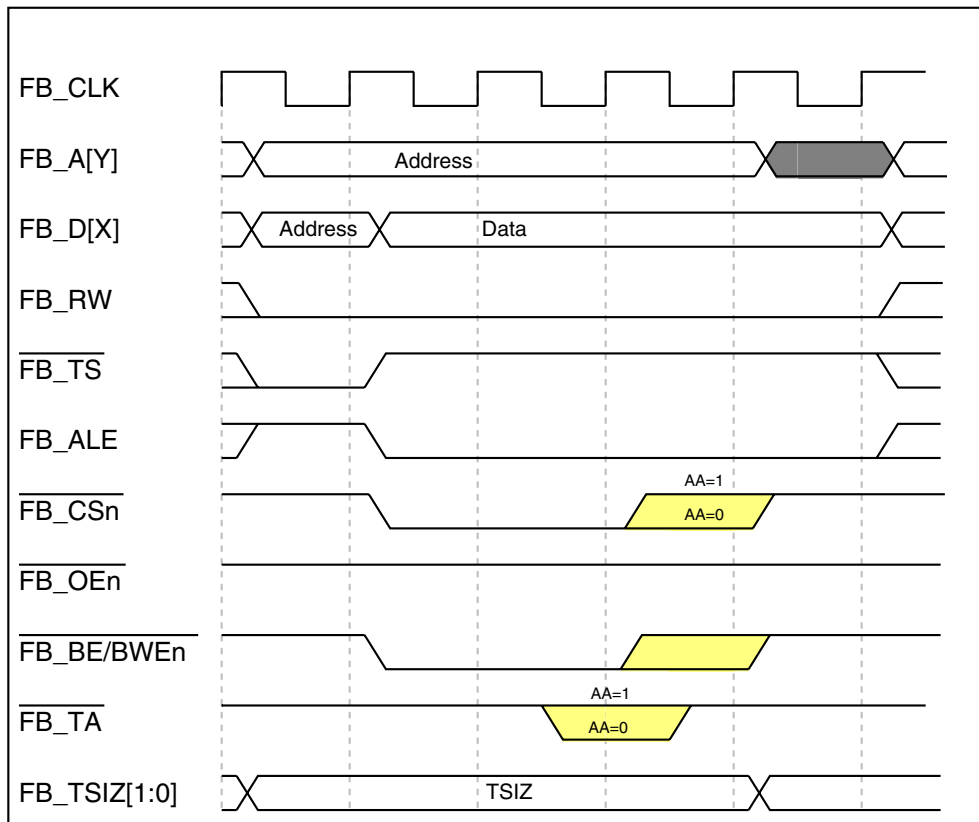 FB_CLK
FB_A[Y]
Address
FB_D[X]
Address
Data
FB_RW
FB_TS
FB_ALE
FB_CSn
AA=1
AA=0
FB_OEn
FB_BE/BWEn
FB_TA
AA=1
AA=0
FB_TSIZ[1:0]
TSIZ